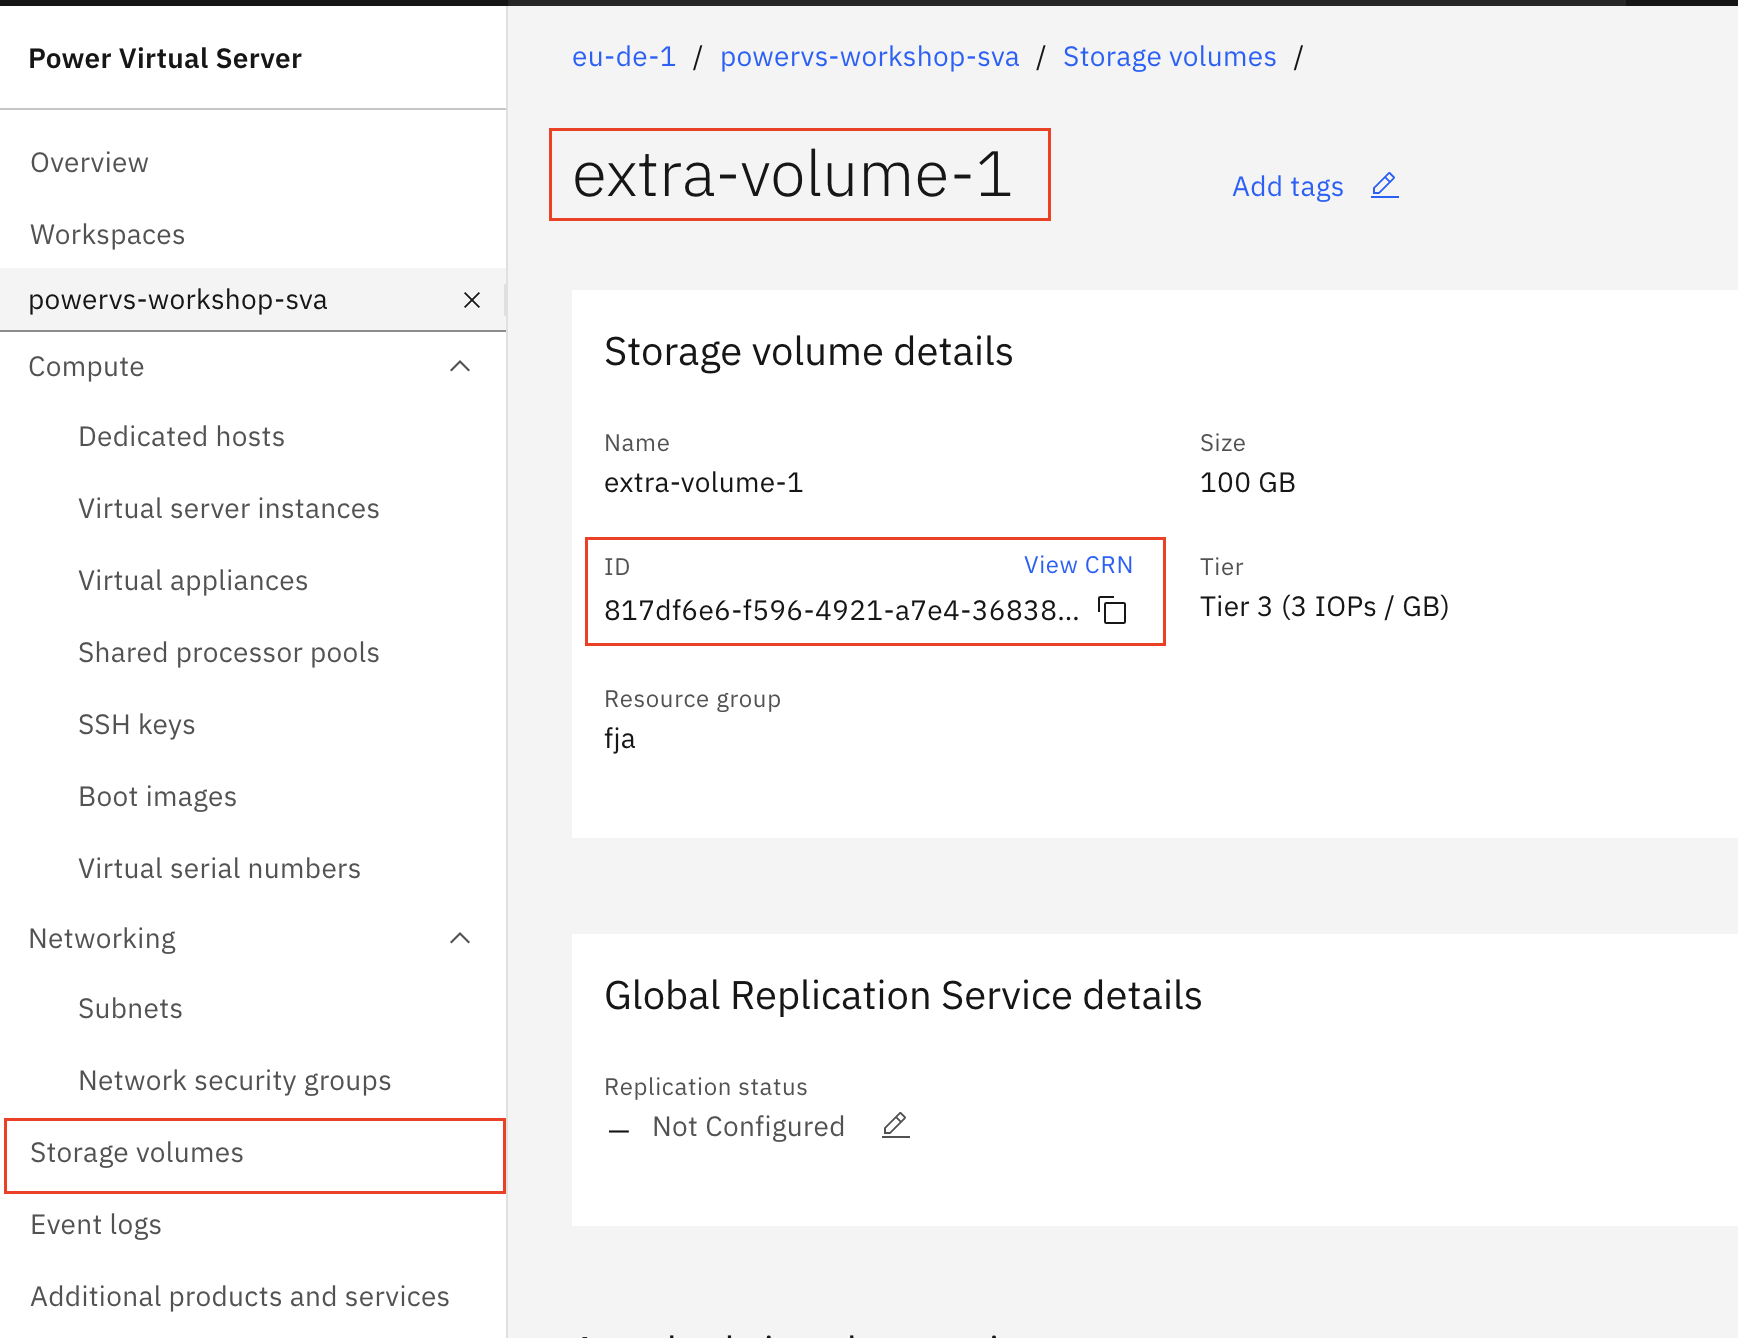 Power Virtual Server
Overview
Workspaces
powervs-workshop-sva
Compute
Dedicated hosts
Virtual server instances
Virtual appliances
Shared processor pools
SSH keys
Boot images
Virtual serial numbers
Networking
Subnets
Network security groups
Storage volumes
Event logs
Additional products and services
eu-de-1 / powervs-workshop-sva / Storage volumes /
extra-volume-1
Add tags
Storage volume details
Name
extra-volume-1
Size
100 GB
ID
View CRN
817df6e6-f596-4921-a7e4-36838...
Tier
Tier 3 (3 IOPs / GB)
Resource group
fja
Global Replication Service details
Replication status
Not Configured